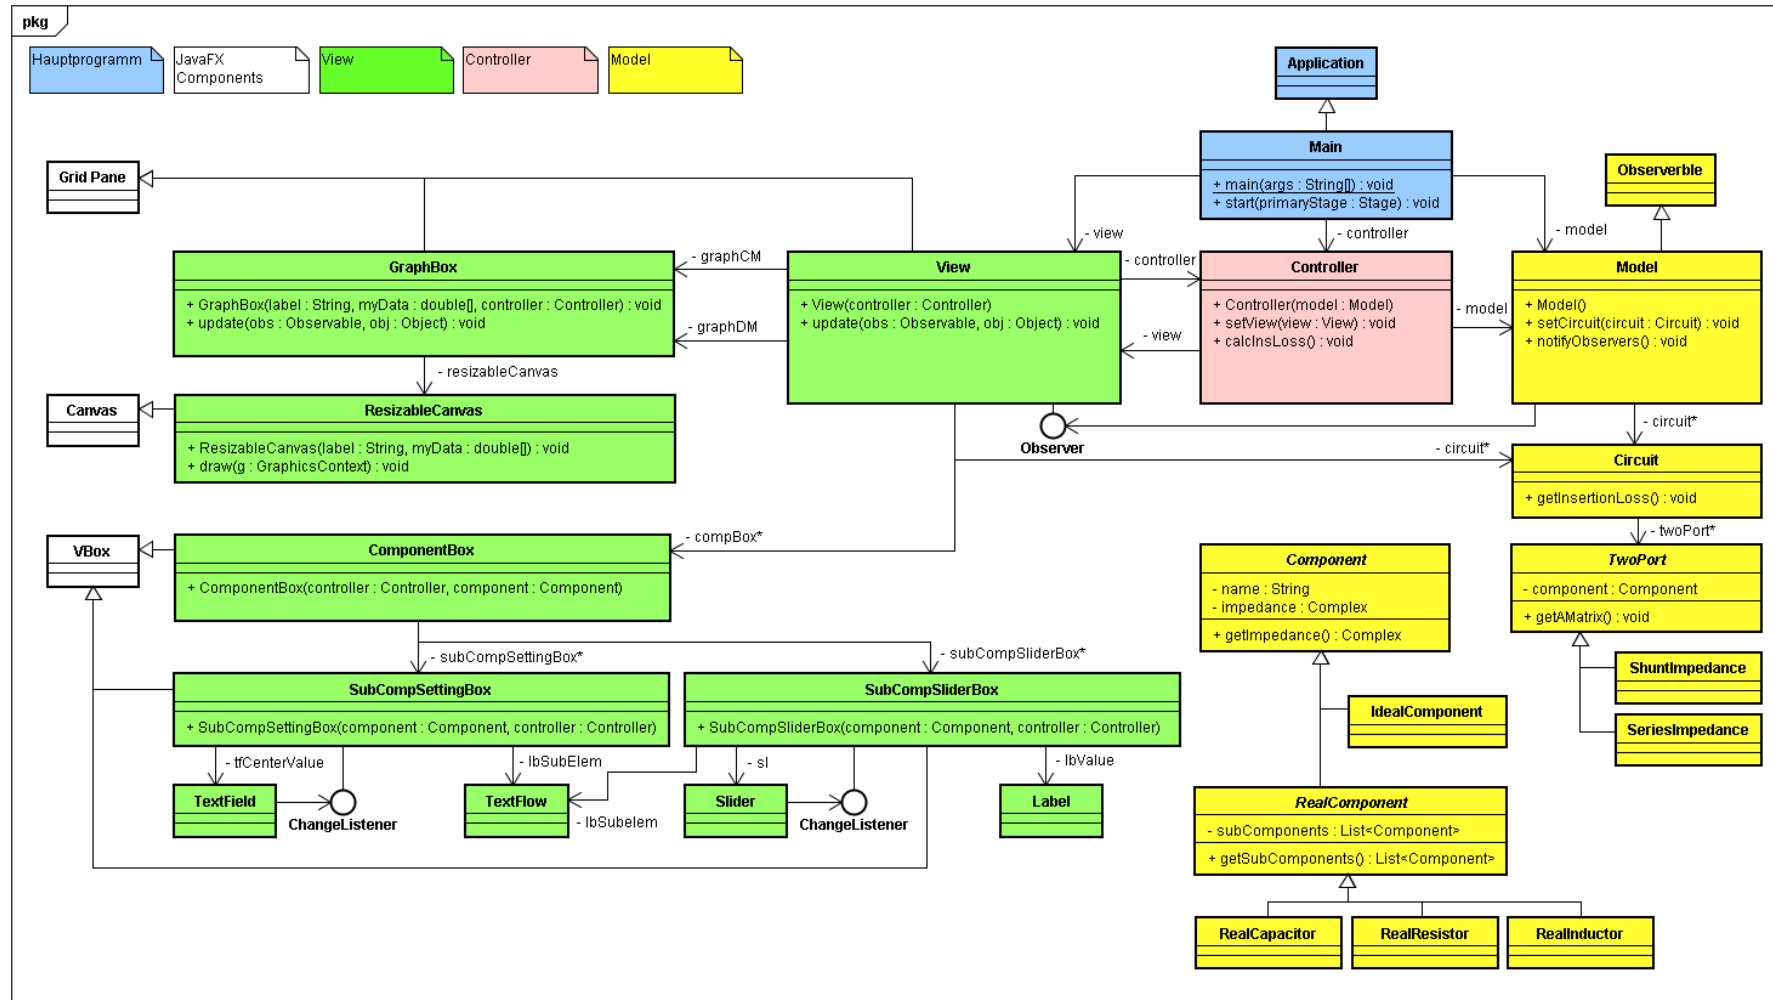 pkg
Hauptprogramm
JavaFX
Components
View
Controller
Model
Application
Main
+ main(args : String[]) : void
+ start(primaryStage : Stage) : void
Observerble
Grid Pane
- view
- controller
- model
GraphBox
+ GraphBox(label : String, myData : double[], controller : Controller) : void
+ update(obs : Observable, obj : Object) : void
- graphCM
- graphDM
View
+ View(controller : Controller)
+ update(obs : Observable, obj : Object) : void
- controller
- view
Controller
+ Controller(model : Model)
+ setView(view : View) : void
+ calcInsLoss() : void
- model
Model
+ Model()
+ setCircuit(circuit : Circuit) : void
+ notifyObservers() : void
- resizableCanvas
Canvas
ResizableCanvas
+ ResizableCanvas(label : String, myData : double[]) : void
+ draw(g : GraphicsContext) : void
Observer
- circuit*
- circuit*
Circuit
+ getInsertionLoss() : void
- twoPort*
VBox
ComponentBox
+ ComponentBox(controller : Controller, component : Component)
- compBox*
Component
- name : String
- impedance : Complex
+ getImpedance() : Complex
TwoPort
- component : Component
+ getAMatrix() : void
- subCompSettingBox*
- subCompSliderBox*
SubCompSettingBox
+ SubCompSettingBox(component : Component, controller : Controller)
SubCompSliderBox
+ SubCompSliderBox(component : Component, controller : Controller)
ShuntImpedance
SeriesImpedance
IdealComponent
- tfCenterValue
- lbSubElem
- sl
- lbValue
TextField
ChangeListener
TextFlow
- lbSubelem
Slider
ChangeListener
Label
RealComponent
- subComponents : List<Component>
+ getSubComponents() : List<Component>
RealCapacitor
RealResistor
RealInductor